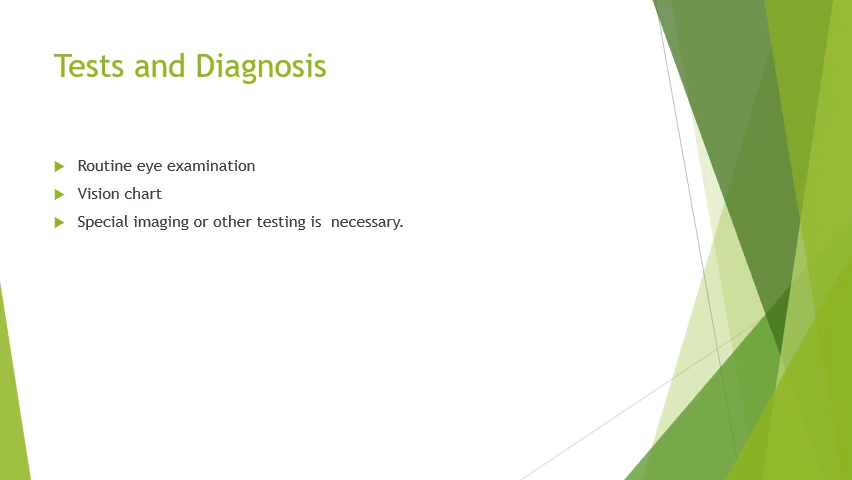 Tests and Diagnosis
Routine eye examination
Vision chart
Special imaging or other testing is  necessary.